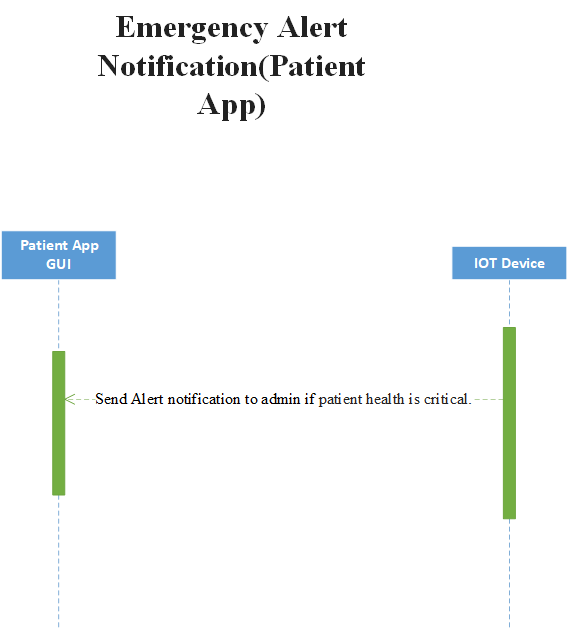 Emergency Alert
Notification(Patient
App)
Patient App
GUI
IOT Device
Send Alert notification to admin if patient health is critical.